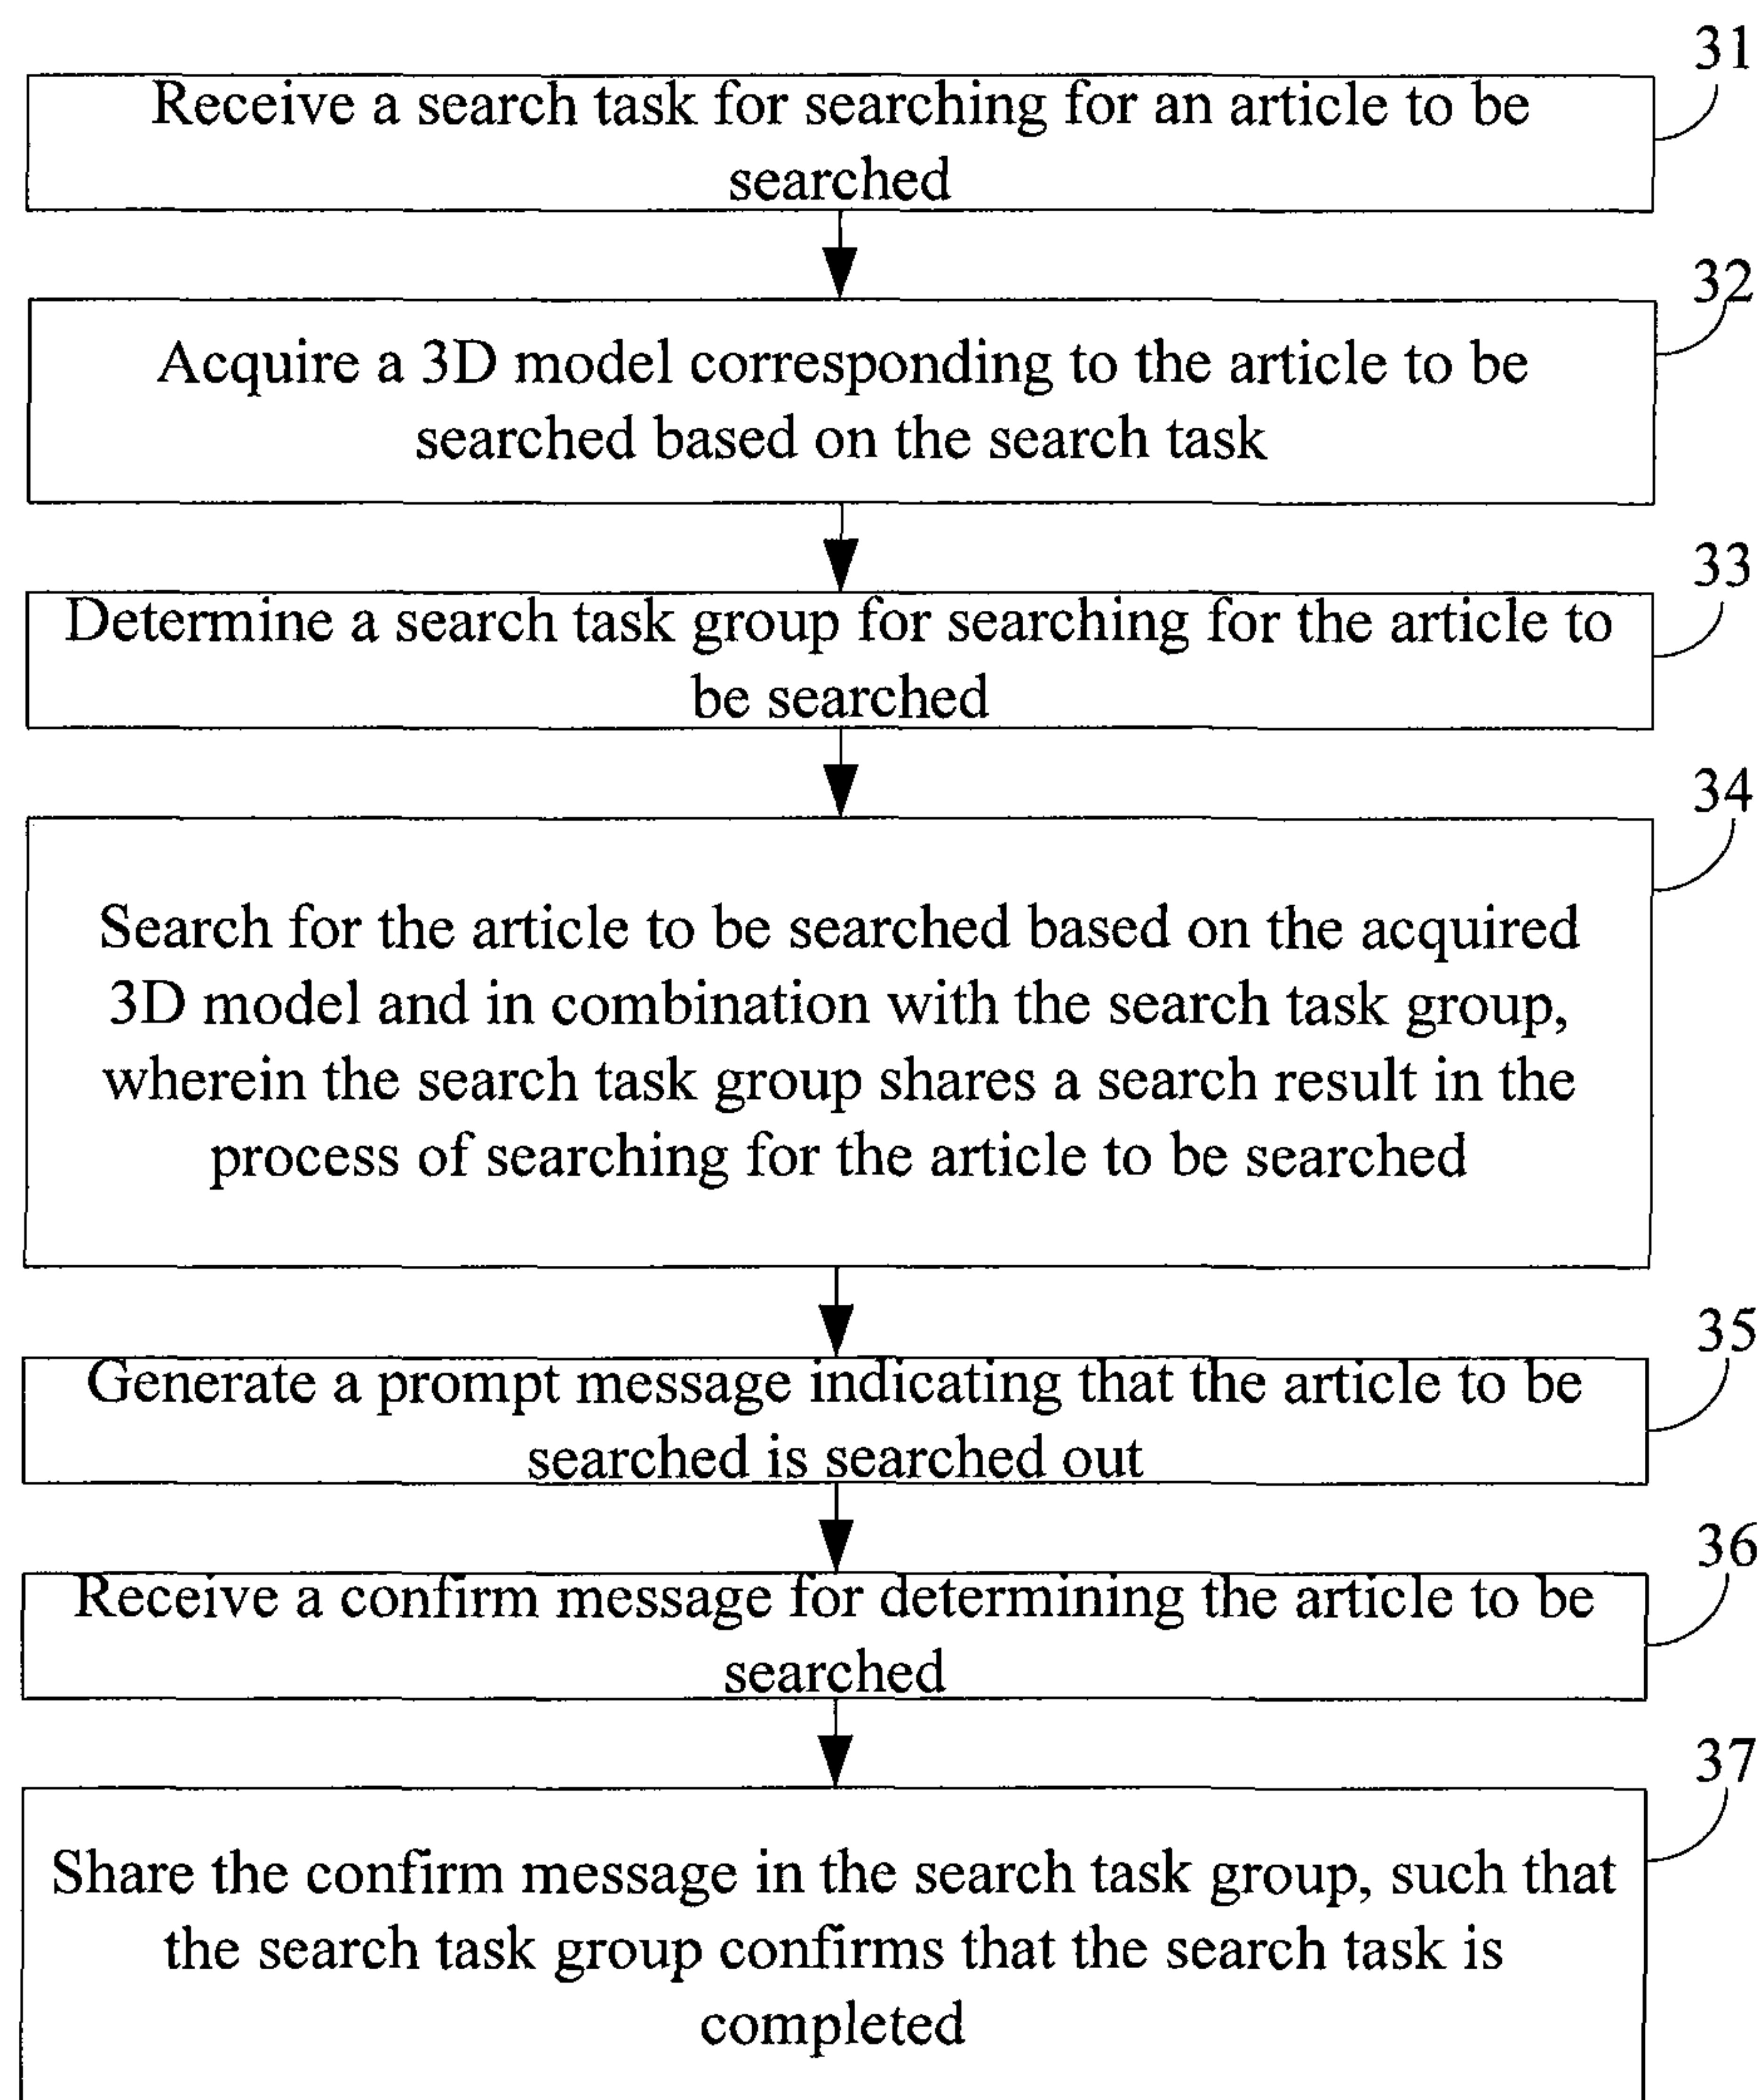 31
Receive a search task for searching for an article to be
searched
32
Acquire a 3D model corresponding to the article to be
searched based on the search task
33
Determine a search task group for searching for the article to
be searched
34
Search for the article to be searched based on the acquired
3D model and in combination with the search task group,
wherein the search task group shares a search result in the
process of searching for the article to be searched
35
Generate a prompt message indicating that the article to be
searched is searched out
36
Receive a confirm message for determining the article to be
searched
37
Share the confirm message in the search task group, such that
the search task group confirms that the search task is
completed